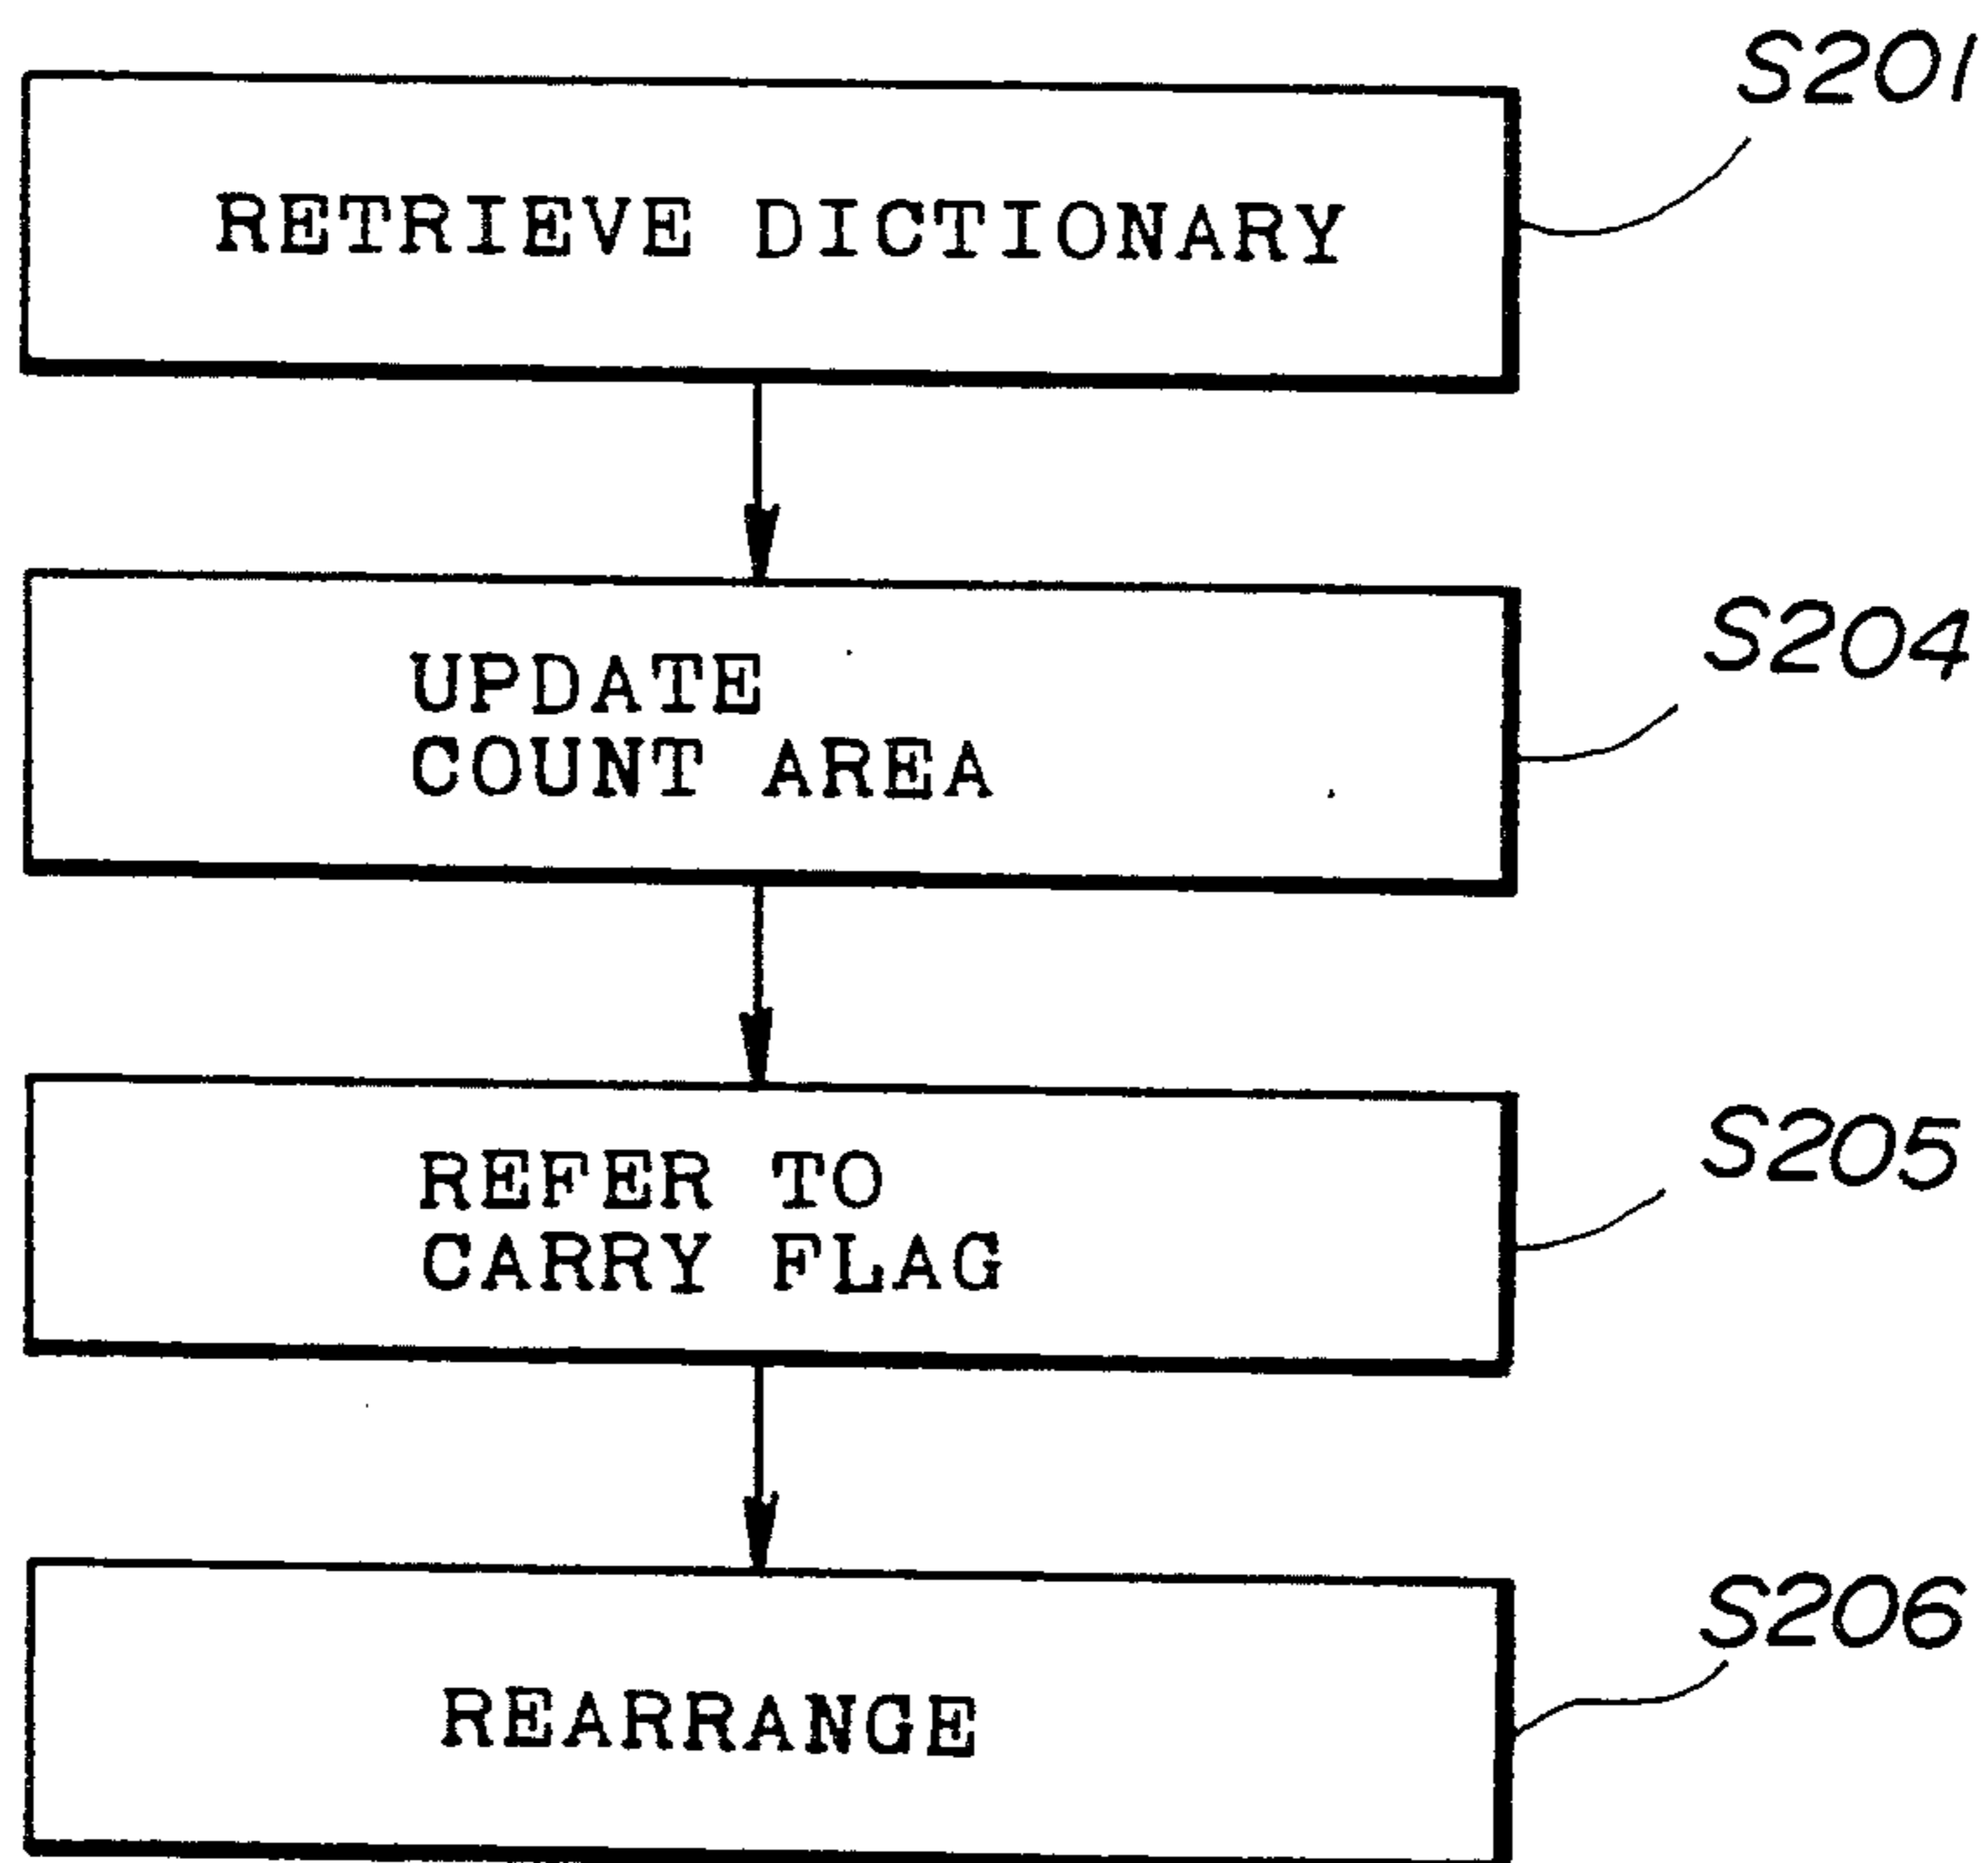 S201
RETRIEVE DICTIONARY
S204
UPDATE
COUNT AREA
S205
REFER TO
CARRY FLAG
S206
REARRANGE